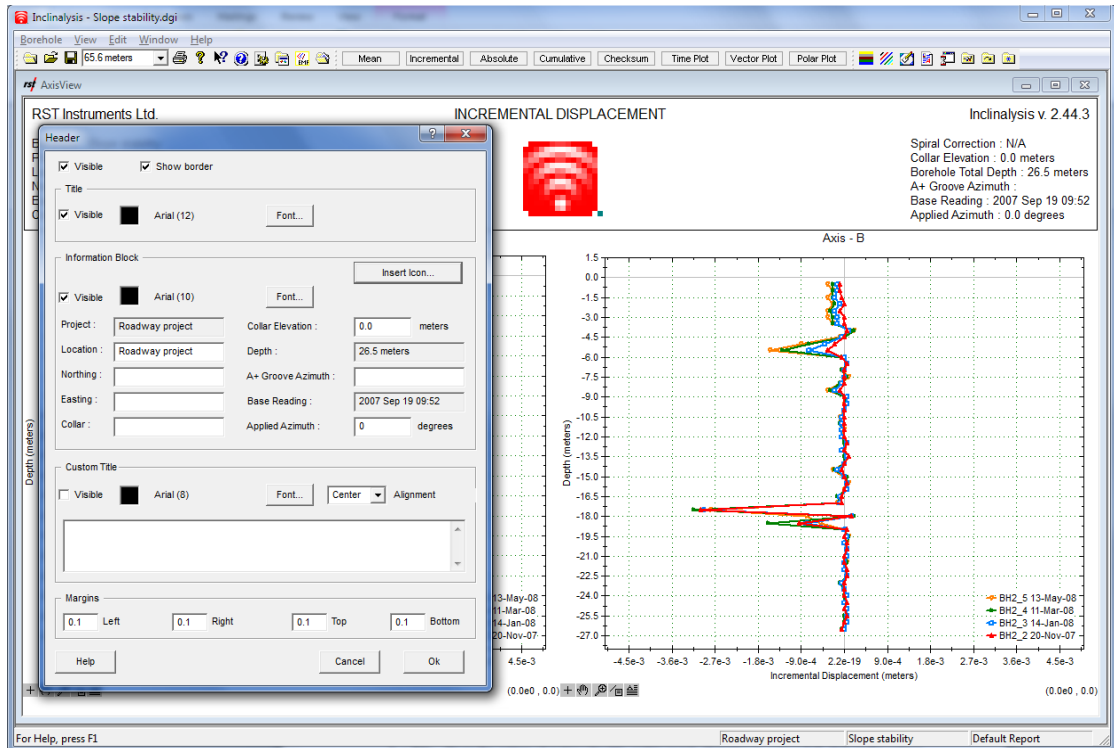 Inclinalysis - Slope stability.dgi
Borehole View Edit Window Help
65.6 meters Mean Incremental Absolute Cumulative Checksum Time Plot Vector Plot Polar Plot
rst AxisView
RST Instruments Ltd. INCREMENTAL DISPLACEMENT Inclinalysis v. 2.44.3
Spiral Correction : N/A
Collar Elevation : 0.0 meters
Borehole Total Depth : 26.5 meters
A+ Groove Azimuth :
Base Reading : 2007 Sep 19 09:52
Applied Azimuth : 0.0 degrees
Header
Visible Show border
Title
Visible Arial (12) Font...
Information Block
Insert Icon...
Visible Arial (10) Font...
Project : Roadway project Collar Elevation : 0.0 meters
Location : Roadway project Depth : 26.5 meters
Northing : A+ Groove Azimuth :
Easting : Base Reading : 2007 Sep 19 09:52
Collar : Applied Azimuth : 0 degrees
Custom Title
Visible Arial (8) Font... Center Alignment
Margins
0.1 Left 0.1 Right 0.1 Top 0.1 Bottom
Help Cancel Ok
Depth (meters)
13-May-08
11-Mar-08
14-Jan-08
20-Nov-07
4.5e-3
(0.0e0 , 0.0)
Axis - B
1.5
0.0
-1.5
-3.0
-4.5
-6.0
-7.5
-9.0
-10.5
-12.0
-13.5
-15.0
-16.5
-18.0
-19.5
-21.0
-22.5
-24.0
-25.5
-27.0
Depth (meters)
BH2_5 13-May-08
BH2_4 11-Mar-08
BH2_3 14-Jan-08
BH2_2 20-Nov-07
-4.5e-3 -3.6e-3 -2.7e-3 -1.8e-3 -9.0e-4 2.2e-19 9.0e-4 1.8e-3 2.7e-3 3.6e-3 4.5e-3
Incremental Displacement (meters)
(0.0e0 , 0.0)
For Help, press F1 Roadway project Slope stability Default Report